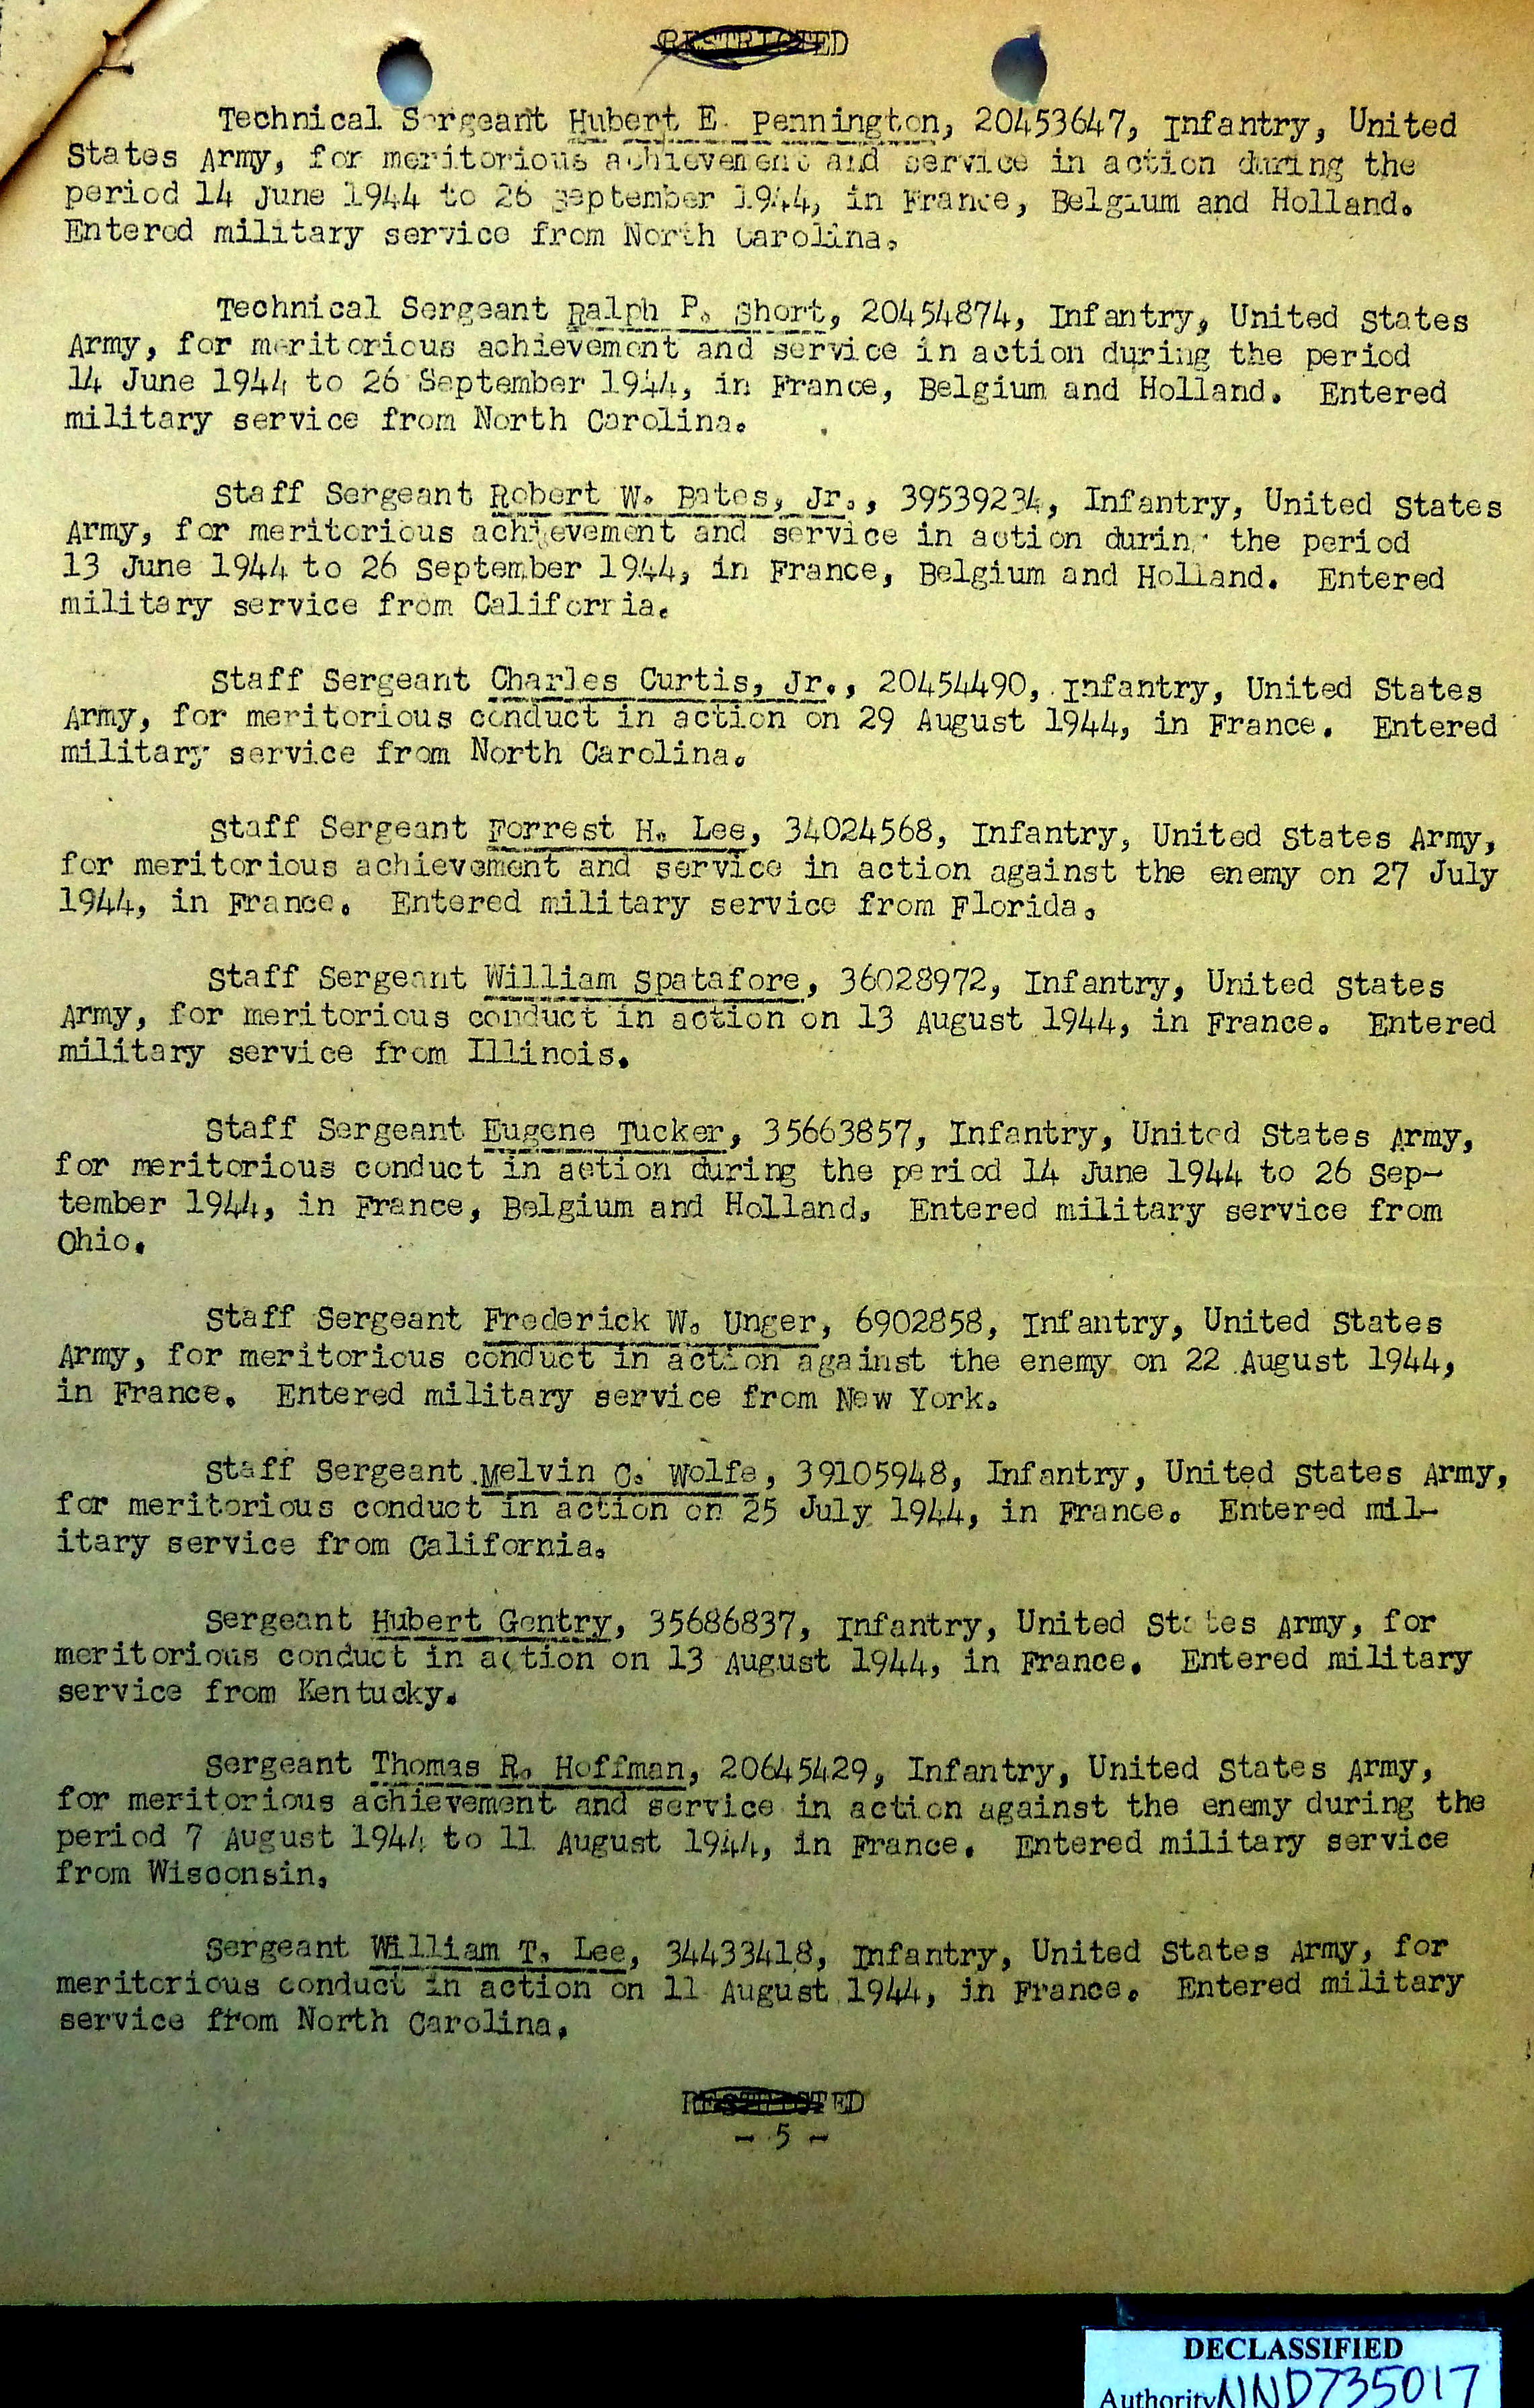 RESTRICTED
Technical Sergeant Hubert E. Pennington, 20453647, Infantry, United
States Army, for meritorious achievement and service in action during the
period 14 June 1944 to 26 September 1944, in France, Belgium and Holland.
Entered military service from North Carolina.
Technical Sergeant Ralph P. Short, 20454874, Infantry, United States
Army, for meritorious achievement and service in action during the period
14 June 1944 to 26 September 1944, in France, Belgium and Holland. Entered
military service from North Carolina.
Staff Sergeant Robert W. Bates, Jr., 39539234, Infantry, United States
Army, for meritorious achievement and service in action during the period
13 June 1944 to 26 September 1944, in France, Belgium and Holland. Entered
military service from California.
Staff Sergeant Charles Curtis, Jr., 20454490, Infantry, United States
Army, for meritorious conduct in action on 29 August 1944, in France. Entered
military service from North Carolina.
Staff Sergeant Forrest H. Lee, 34024568, Infantry, United States Army,
for meritorious achievement and service in action against the enemy on 27 July
1944, in France. Entered military service from Florida.
Staff Sergeant William Spatafore, 36028972, Infantry, United States
Army, for meritorious conduct in action on 13 August 1944, in France. Entered
military service from Illinois.
Staff Sergeant Eugene Tucker, 35663857, Infantry, United States Army,
for meritorious conduct in action during the period 14 June 1944 to 26 Sep-
tember 1944, in France, Belgium and Holland. Entered military service from
Ohio.
Staff Sergeant Frederick W. Unger, 6902858, Infantry, United States
Army, for meritorious conduct in action against the enemy on 22 August 1944,
in France. Entered military service from New York.
Staff Sergeant Melvin C. Wolfe, 39105948, Infantry, United States Army,
for meritorious conduct in action on 25 July 1944, in France. Entered mil-
itary service from California.
Sergeant Hubert Gentry, 35686837, Infantry, United States Army, for
meritorious conduct in action on 13 August 1944, in France. Entered military
service from Kentucky.
Sergeant Thomas R. Hoffman, 20645429, Infantry, United States Army,
for meritorious achievement and service in action against the enemy during the
period 7 August 1944 to 11 August 1944, in France. Entered military service
from Wisconsin.
Sergeant William T. Lee, 34433418, Infantry, United States Army, for
meritorious conduct in action on 11 August 1944, in France. Entered military
service from North Carolina.
RESTRICTED
- 5 -
DECLASSIFIED
Authority NND735017